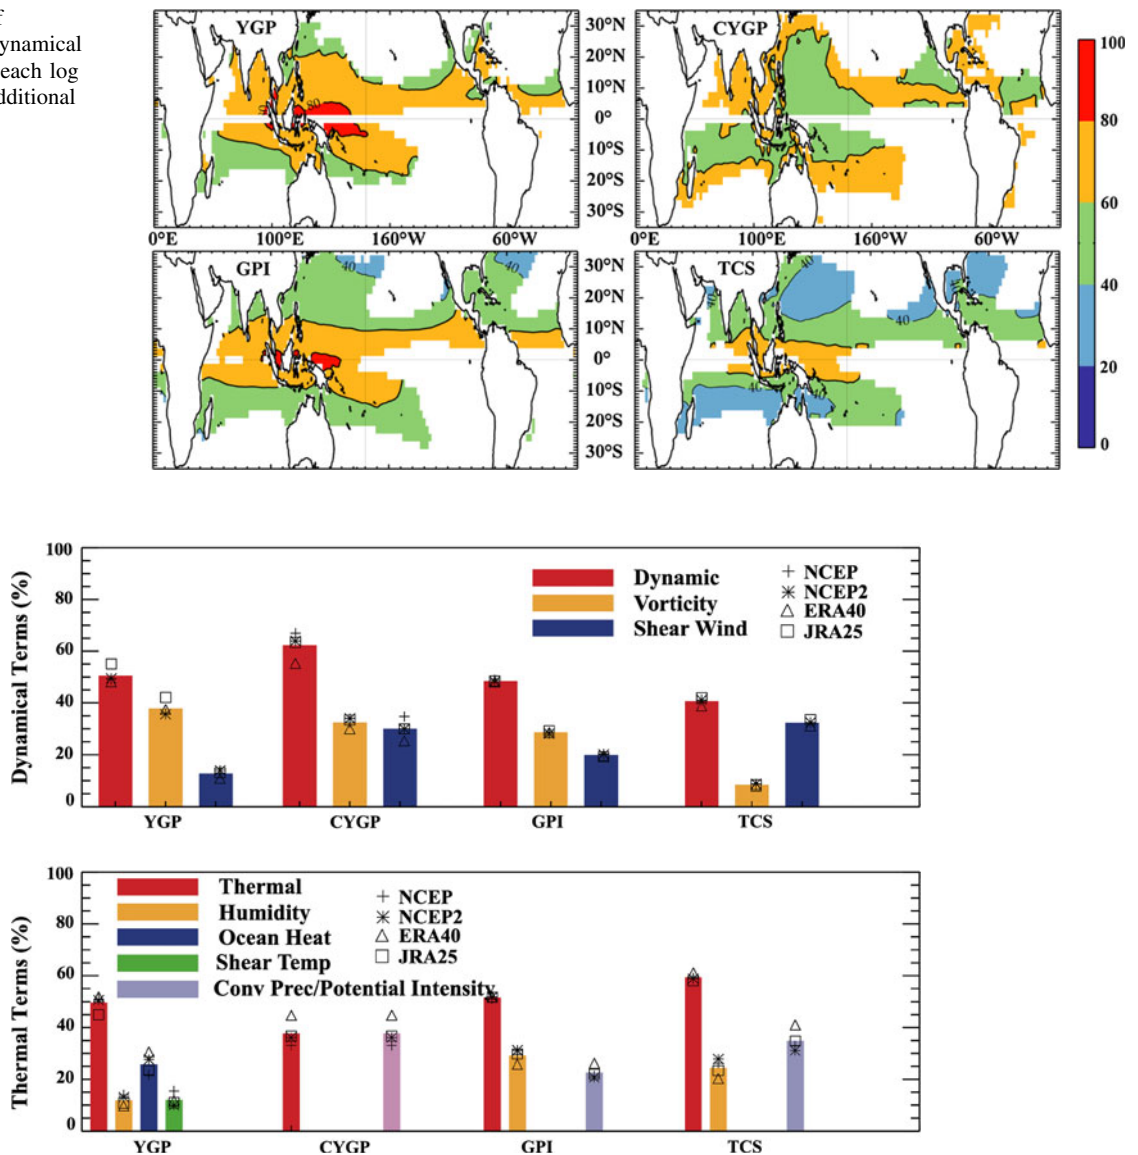 f
ynamical
each log
dditional
YGP
CYGP
30°N
20°N
10°N
0°
10°S
20°S
30°S
80
80
0°E
100°E
160°W
60°W
0°E
100°E
160°W
60°W
GPI
TCS
30°N
20°N
10°N
0°
10°S
20°S
30°S
40
40
40
40
40
40
40
100
80
60
40
20
0
Dynamical Terms (%)
100
80
60
40
20
0
Dynamic
Vorticity
Shear Wind
NCEP
NCEP2
ERA40
JRA25
YGP
CYGP
GPI
TCS
Thermal Terms (%)
100
80
60
40
20
0
Thermal
Humidity
Ocean Heat
Shear Temp
Conv Prec/Potential Intensity
NCEP
NCEP2
ERA40
JRA25
YGP
CYGP
GPI
TCS